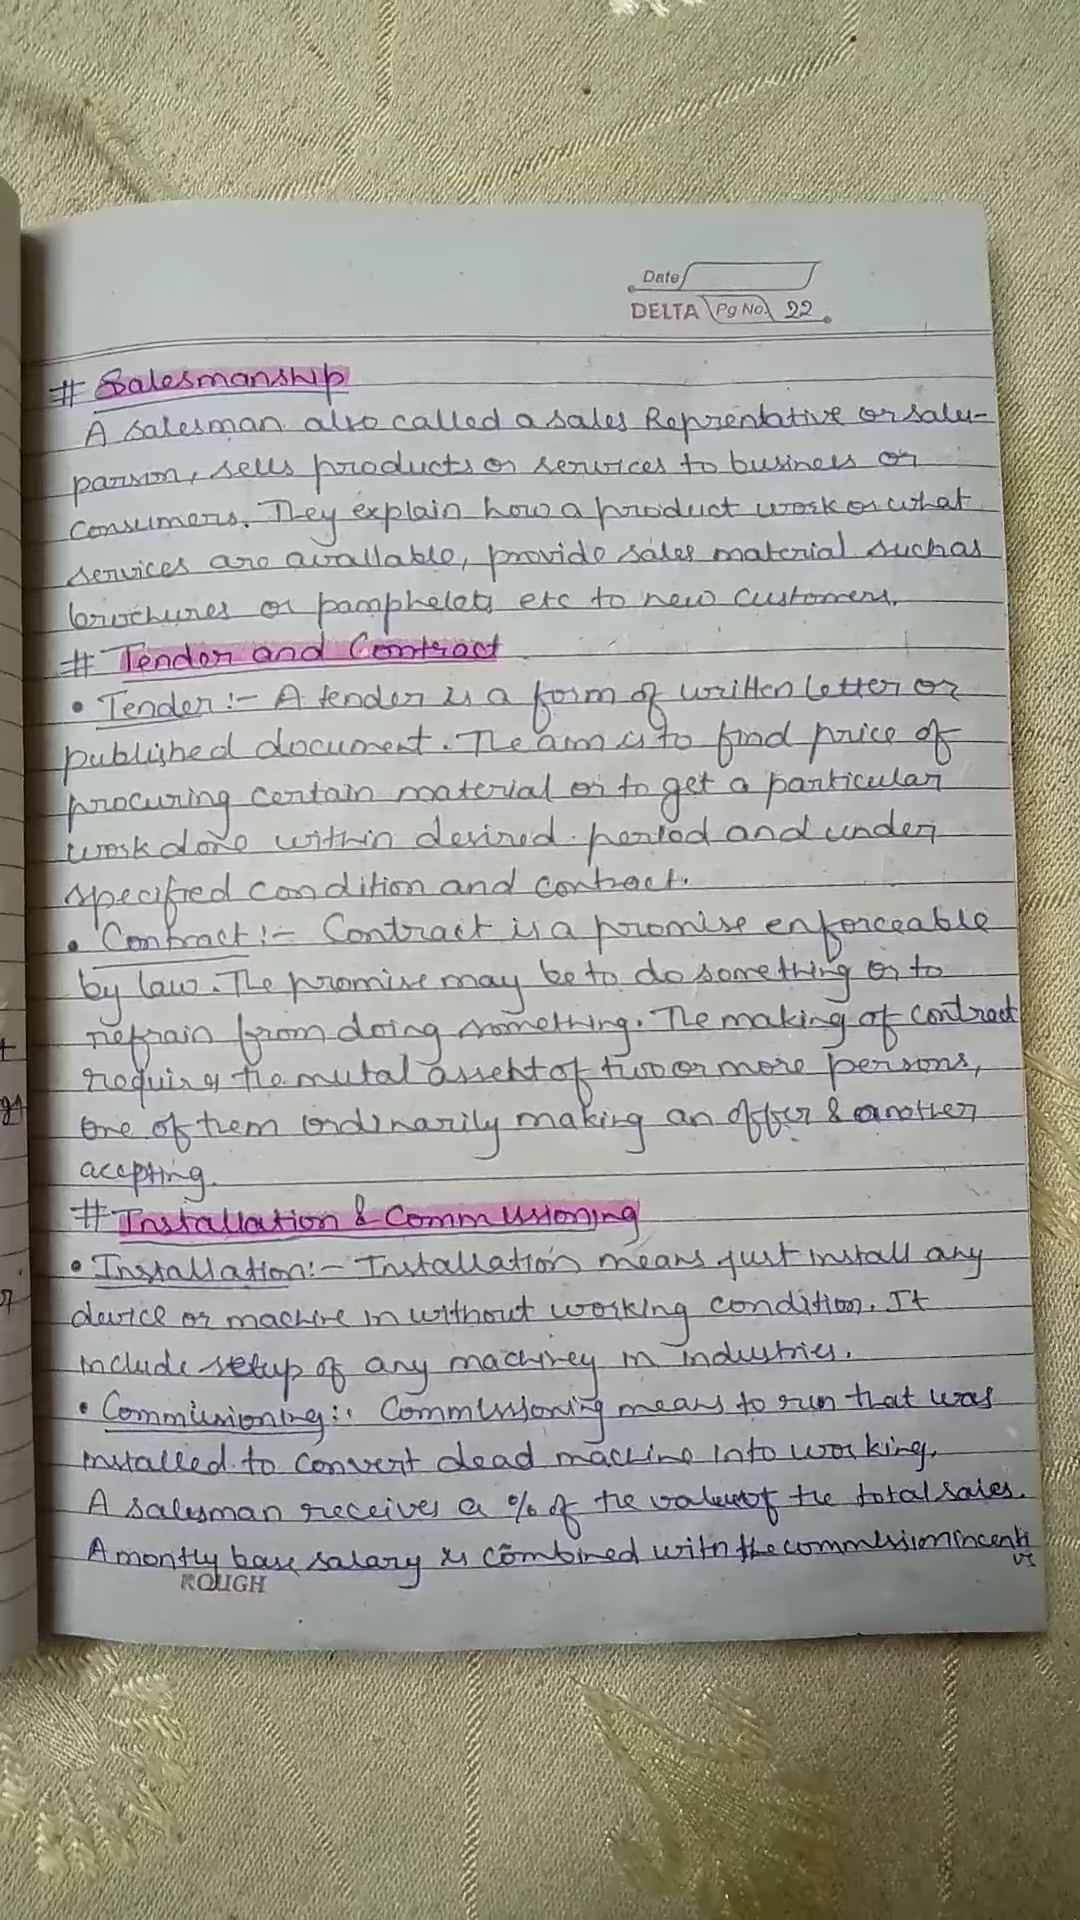 Date
DELTA Pg No. 22
# Salesmanship
A salesman also called a sales Reprentative or sales-
parson, sells products or services to business or
consumers. They explain how a product work or what
services are available, provide sales material such as
brochures or pamphelets etc to new customers.
# Tender and Contract
• Tender :- A tender is a form of written letter or
published document. The aim is to find price of
procuring certain material or to get a particular
work done within desired period and under
specified condition and contract.
• Contract :- Contract is a promise enforceable
by law. The promise may be to do something or to
refrain from doing something. The making of contract
requires the mutal assent of two or more persons,
one of them ordinarily making an offer & another
accpting.
# Installation & Commissioning
• Installation:- Installation means just install any
device or machine in without working condition. It
include setup of any machirey in industries.
• Commissioning:- Commissioning means to run that was
installed to convert dead machine into working.
A salesman receives a % of the value of the total sales.
A montly base salary is combined with the commission incentive
ROUGH